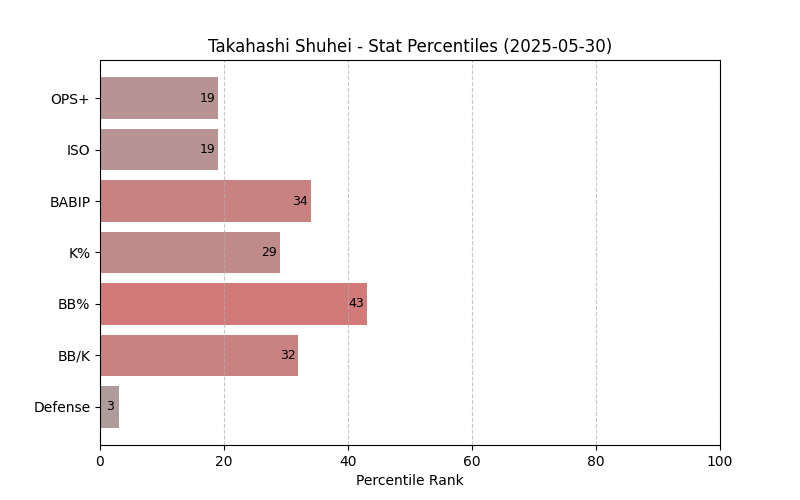 Takahashi Shuhei - Stat Percentiles (2025-05-30)
OPS+ 19
ISO 19
BABIP 34
K% 29
BB% 43
BB/K 32
Defense 3
0 20 40 60 80 100
Percentile Rank